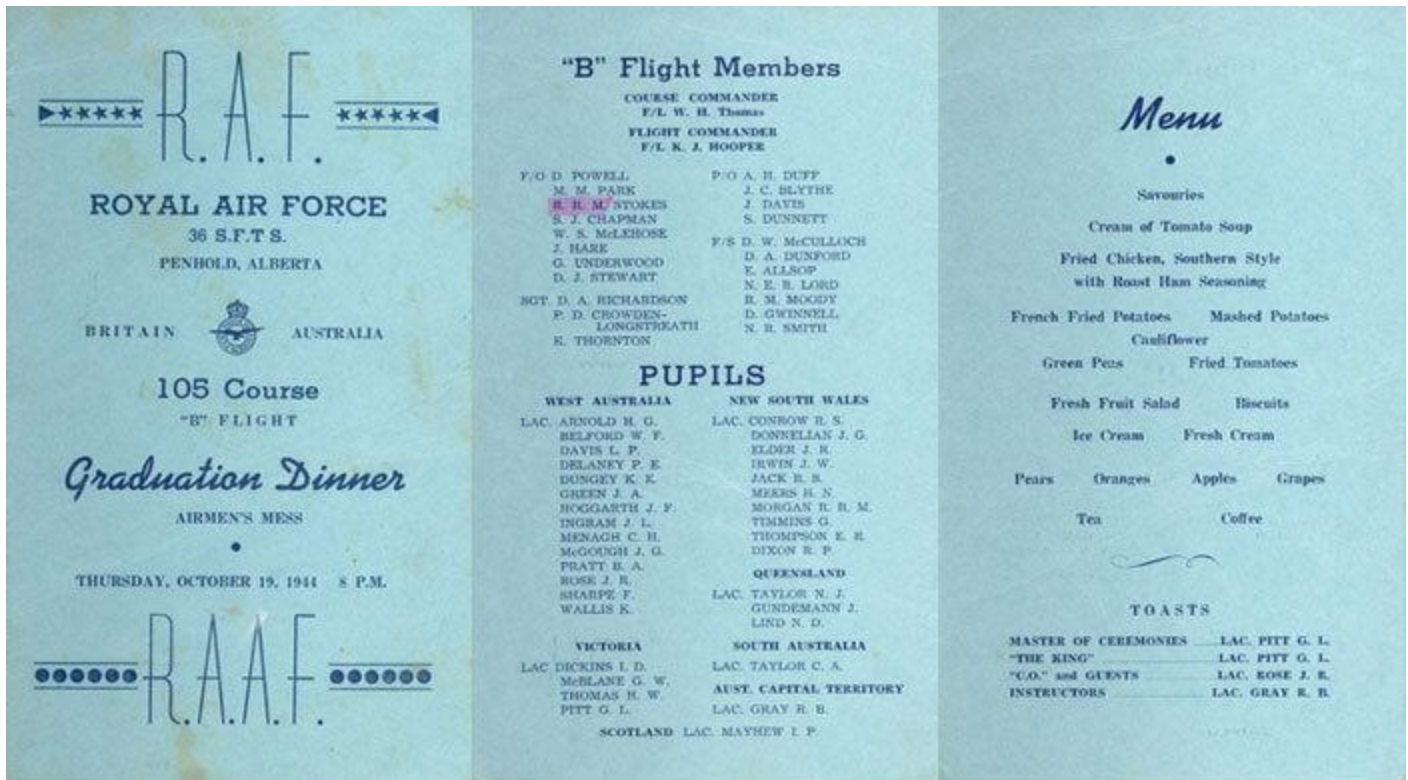 R. A. F.
ROYAL AIR FORCE
36 S.F.T S.
PENHOLD, ALBERTA
BRITAIN AUSTRALIA
105 Course
"B" FLIGHT
Graduation Dinner
AIRMEN'S MESS
THURSDAY, OCTOBER 19, 1944 8 P.M.
R.A.A.F.
"B" Flight Members
COURSE COMMANDER
F/L W. H. Thomas
FLIGHT COMMANDER
F/L K. J. HOOPER
F/O D. POWELL
M. M. PARK
R. R. M. STOKES
S. J. CHAPMAN
W. S. McLEHOSE
J. HARE
G. UNDERWOOD
D. J. STEWART
SGT. D. A. RICHARDSON
P. D. CROWDEN-
LONGSTREATH
K. THORNTON
P/O A. H. DUFF
J. C. BLYTHE
J. DAVIS
S. DUNNETT
F/S D. W. McCULLOCH
D. A. DUNFORD
E. ALLSOP
N. E. B. LORD
R. M. MOODY
D. GWINNELL
N. R. SMITH
PUPILS
WEST AUSTRALIA
LAC. ARNOLD H. G.
BELFORD W. F.
DAVIS L. P.
DELANEY P. E.
DUNGEY K. K.
GREEN J. A.
HOGGARTH J. F.
INGRAM J. L.
MENAGH C. H.
McGOUGH J. G.
PRATT B. A.
ROSE J. R.
SHARPE F.
WALLIS K.
VICTORIA
LAC DICKINS I. D.
McBLANE G. W.
THOMAS H. W.
PITT G. L.
NEW SOUTH WALES
LAC. CONROW R. S.
DONNELIAN J. G.
ELDER J. R.
IRWIN J. W.
JACK R. B.
MEERS H. N.
MORGAN R. R. M.
TIMMINS G.
THOMPSON E. R.
DIXON R. P.
QUEENSLAND
LAC. TAYLOR N. J.
GUNDEMANN J.
LIND N. D.
SOUTH AUSTRALIA
LAC. TAYLOR C. A.
AUST. CAPITAL TERRITORY
LAC. GRAY R. B.
SCOTLAND LAC. MAYHEW I. P.
Menu
Savouries
Cream of Tomato Soup
Fried Chicken, Southern Style
with Roast Ham Seasoning
French Fried Potatoes Mashed Potatoes
Cauliflower
Green Peas Fried Tomatoes
Fresh Fruit Salad Biscuits
Ice Cream Fresh Cream
Pears Oranges Apples Grapes
Tea Coffee
TOASTS
MASTER OF CEREMONIES LAC. PITT G. L.
"THE KING" LAC. PITT G. L.
"C.O." and GUESTS LAC. ROSE J. R.
INSTRUCTORS LAC. GRAY R. B.